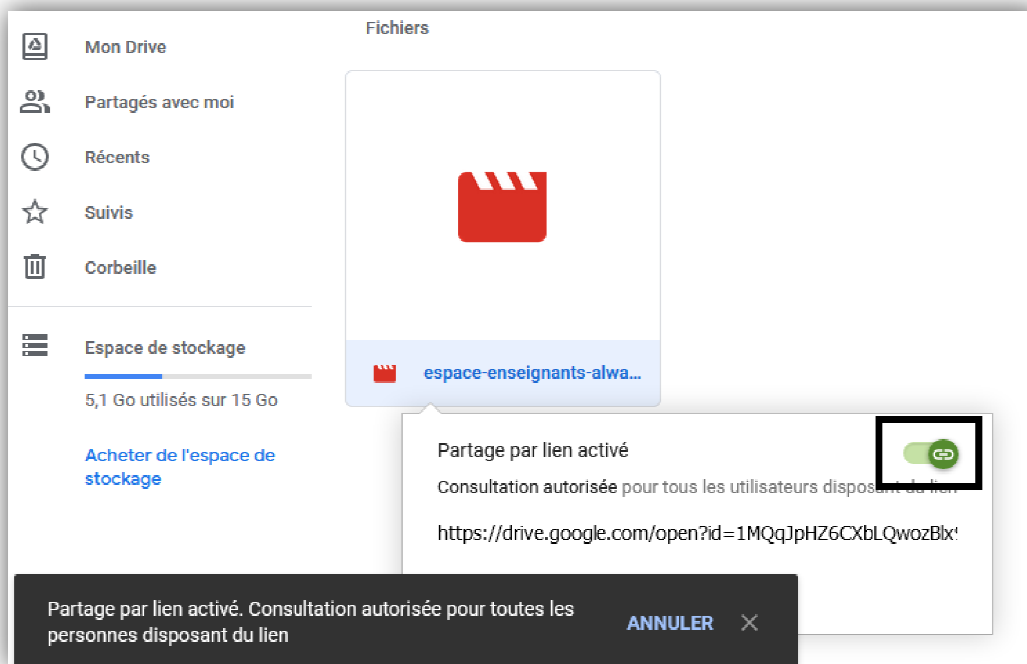 Fichiers
Mon Drive
Partagés avec moi
Récents
Suivis
Corbeille
Espace de stockage
5,1 Go utilisés sur 15 Go
Acheter de l'espace de
stockage
espace-enseignants-alwa...
Partage par lien activé
Consultation autorisée pour tous les utilisateurs disposant du lien
https://drive.google.com/open?id=1MQqJpHZ6CXbLQwozBlx
Partage par lien activé. Consultation autorisée pour toutes les
personnes disposant du lien
ANNULER